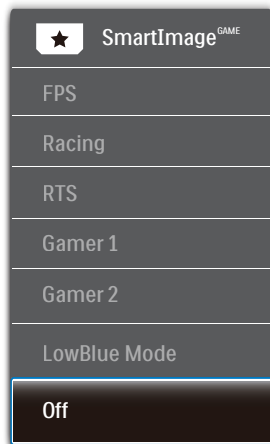 SmartImage GAME
FPS
Racing
RTS
Gamer 1
Gamer 2
LowBlue Mode
Off